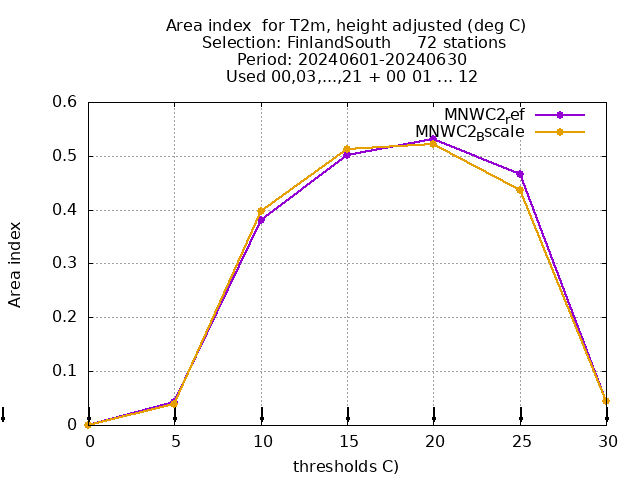 Area index  for T2m, height adjusted (deg C)
Selection: FinlandSouth     72 stations
Period: 20240601-20240630
Used 00,03,...,21 + 00 01 ... 12
MNWC2ref
MNWC2Bscale
0.6
0.5
0.4
0.3
0.2
0.1
0
Area index
0 5 10 15 20 25 30
thresholds C)